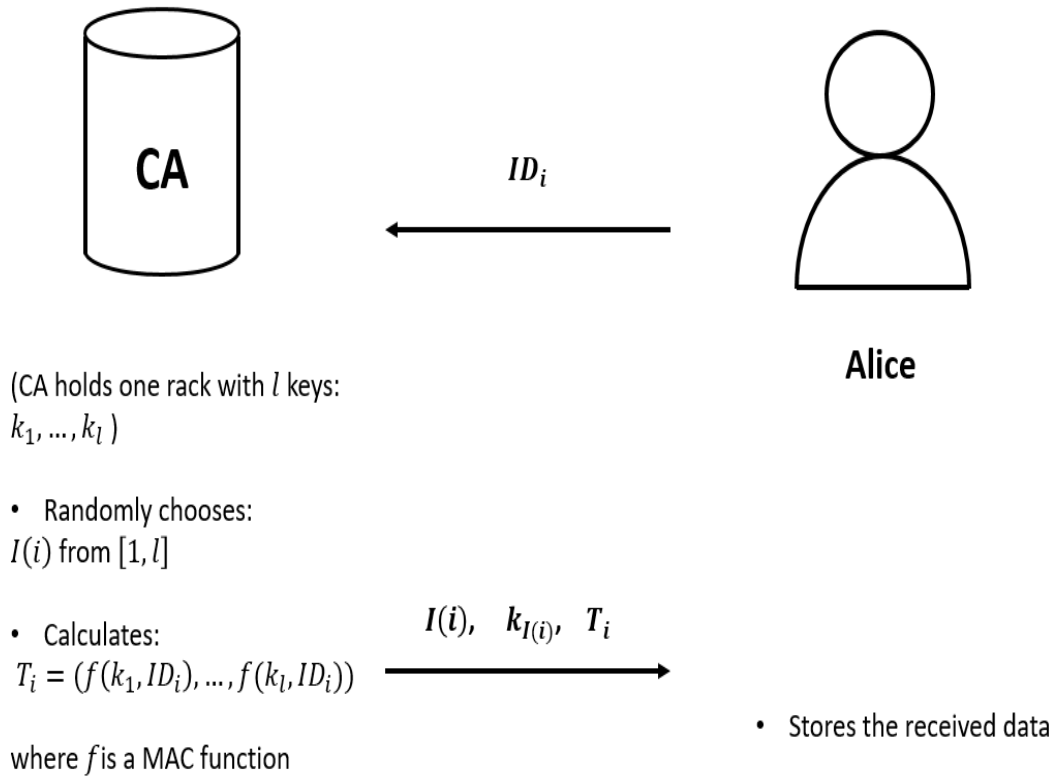 CA
ID_i
Alice
(CA holds one rack with l keys:
k_1, ..., k_l )
• Randomly chooses:
I(i) from [1, l]
• Calculates:
T_i = (f(k_1, ID_i), ..., f(k_l, ID_i))
where f is a MAC function
I(i), k_{I(i)}, T_i
• Stores the received data